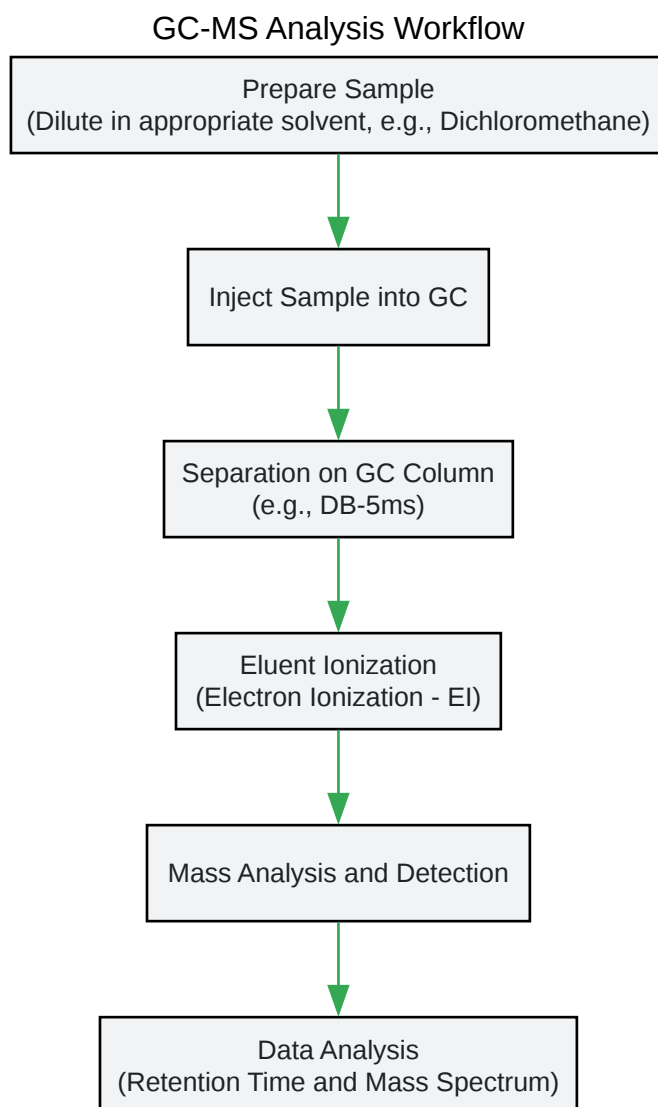 GC-MS Analysis Workflow
Prepare Sample
(Dilute in appropriate solvent, e.g., Dichloromethane)
Inject Sample into GC
Separation on GC Column
(e.g., DB-5ms)
Eluent Ionization
(Electron Ionization - EI)
Mass Analysis and Detection
Data Analysis
(Retention Time and Mass Spectrum)